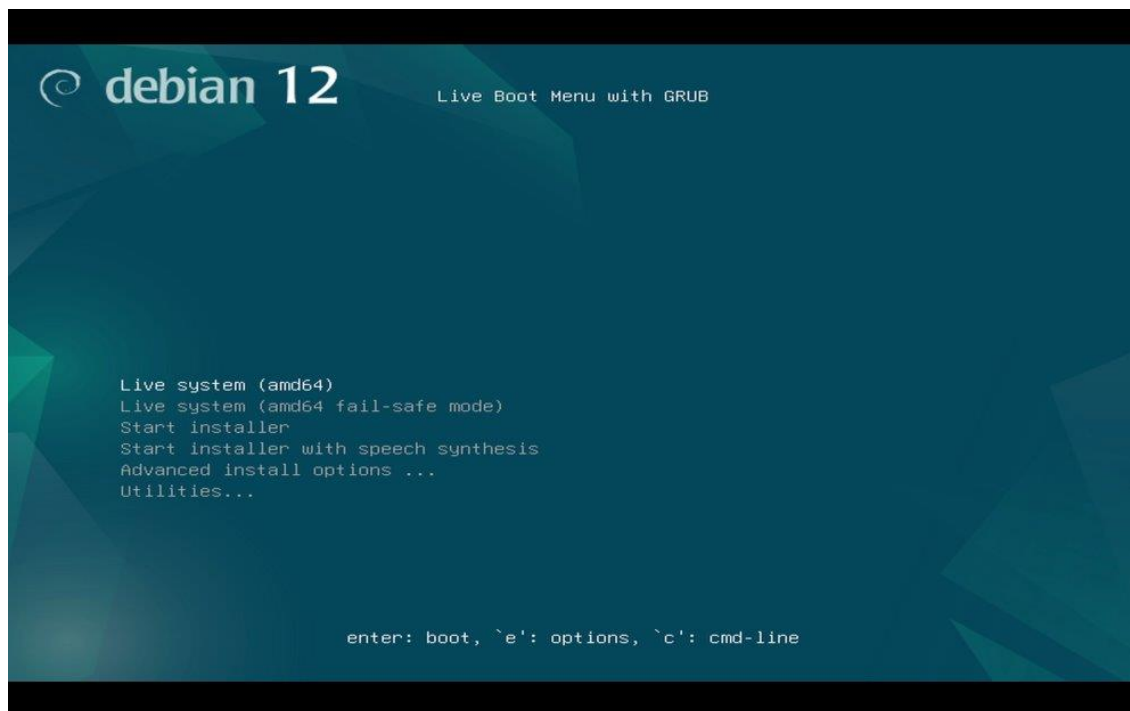 debian 12
Live Boot Menu with GRUB
Live system (amd64)
Live system (amd64 fail-safe mode)
Start installer
Start installer with speech synthesis
Advanced install options ...
Utilities...
enter: boot, `e': options, `c': cmd-line